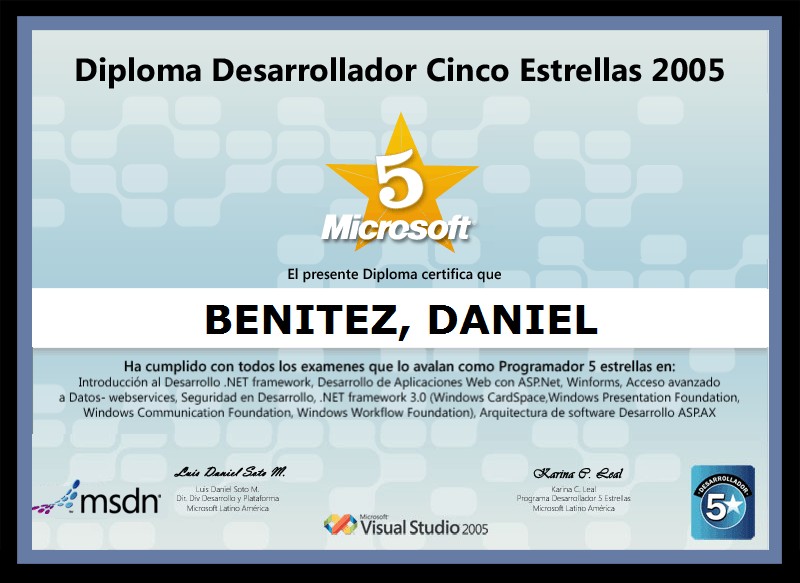 Diploma Desarrollador Cinco Estrellas 2005
5
Microsoft
El presente Diploma certifica que
BENITEZ, DANIEL
Ha cumplido con todos los examenes que lo avalan como Programador 5 estrellas en:
Introducción al Desarrollo .NET framework, Desarrollo de Aplicaciones Web con ASP.Net, Winforms, Acceso avanzado
a Datos- webservices, Seguridad en Desarrollo, .NET framework 3.0 (Windows CardSpace,Windows Presentation Foundation,
Windows Communication Foundation, Windows Workflow Foundation), Arquitectura de software Desarrollo ASP.AX
msdn
Luis Daniel Soto M.
Luis Daniel Soto M.
Dir. Div Desarrollo y Plataforma
Microsoft Latino América
Microsoft
Visual Studio 2005
Karina C. Leal
Karina C. Leal
Programa Desarrollador 5 Estrellas
Microsoft Latino América
DESARROLLADOR
5